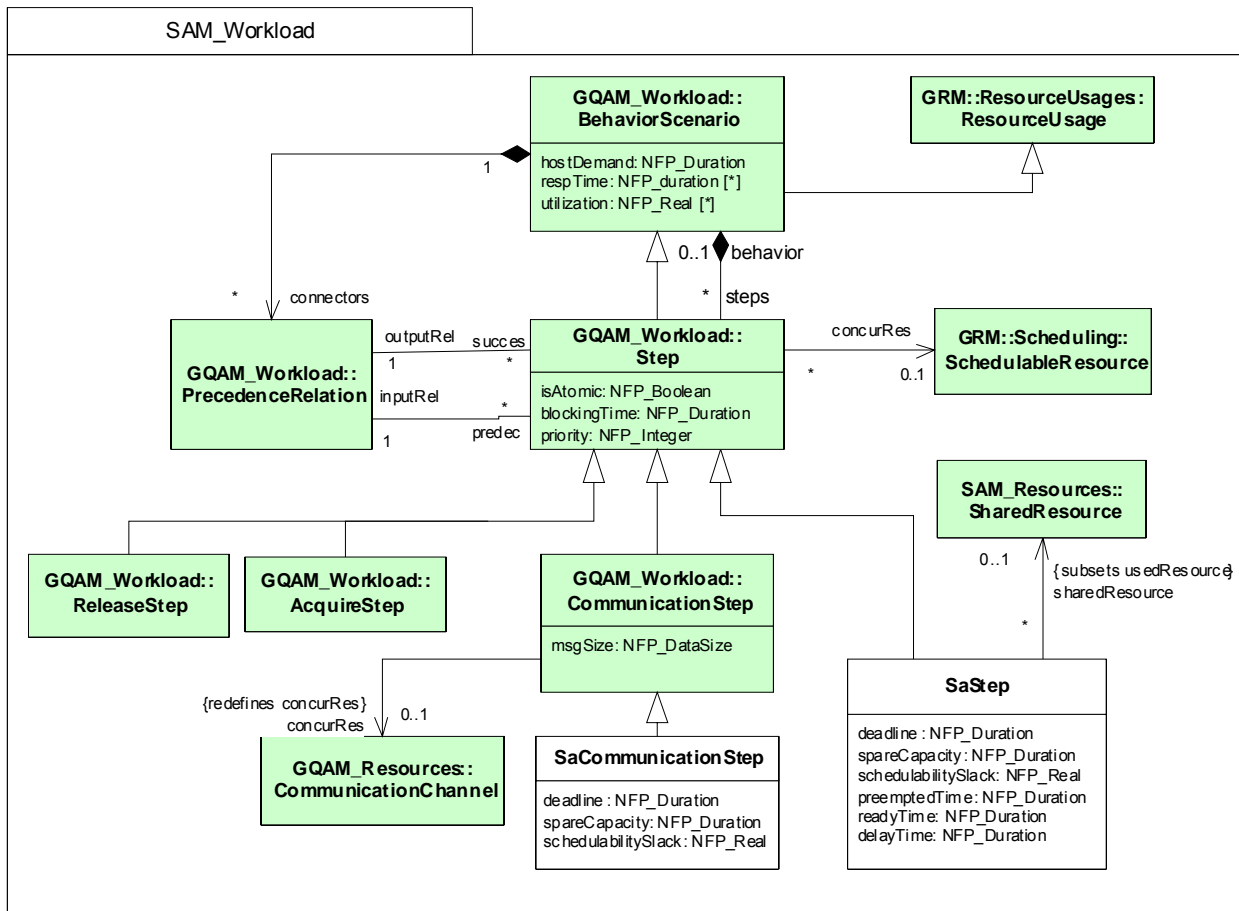 SAM_Workload
GQAM_Workload::
BehaviorScenario
hostDemand: NFP_Duration
respTime: NFP_duration [*]
utilization: NFP_Real [*]
GRM::ResourceUsages::
ResourceUsage
1
0..1
behavior
*
steps
*
connectors
GQAM_Workload::
PrecedenceRelation
outputRel
1
succes
*
inputRel
1
*
predec
GQAM_Workload::
Step
isAtomic: NFP_Boolean
blockingTime: NFP_Duration
priority: NFP_Integer
concurRes
*
0..1
GRM::Scheduling::
SchedulableResource
SAM_Resources::
SharedResource
0..1
{subsets usedResource}
sharedResource
*
GQAM_Workload::
ReleaseStep
GQAM_Workload::
AcquireStep
GQAM_Workload::
CommunicationStep
msgSize: NFP_DataSize
{redefines concurRes}
concurRes
0..1
GQAM_Resources::
CommunicationChannel
SaCommunicationStep
deadline : NFP_Duration
spareCapacity: NFP_Duration
schedulabilitySlack: NFP_Real
SaStep
deadline : NFP_Duration
spareCapacity: NFP_Duration
schedulabilitySlack: NFP_Real
preemptedTime: NFP_Duration
readyTime: NFP_Duration
delayTime: NFP_Duration